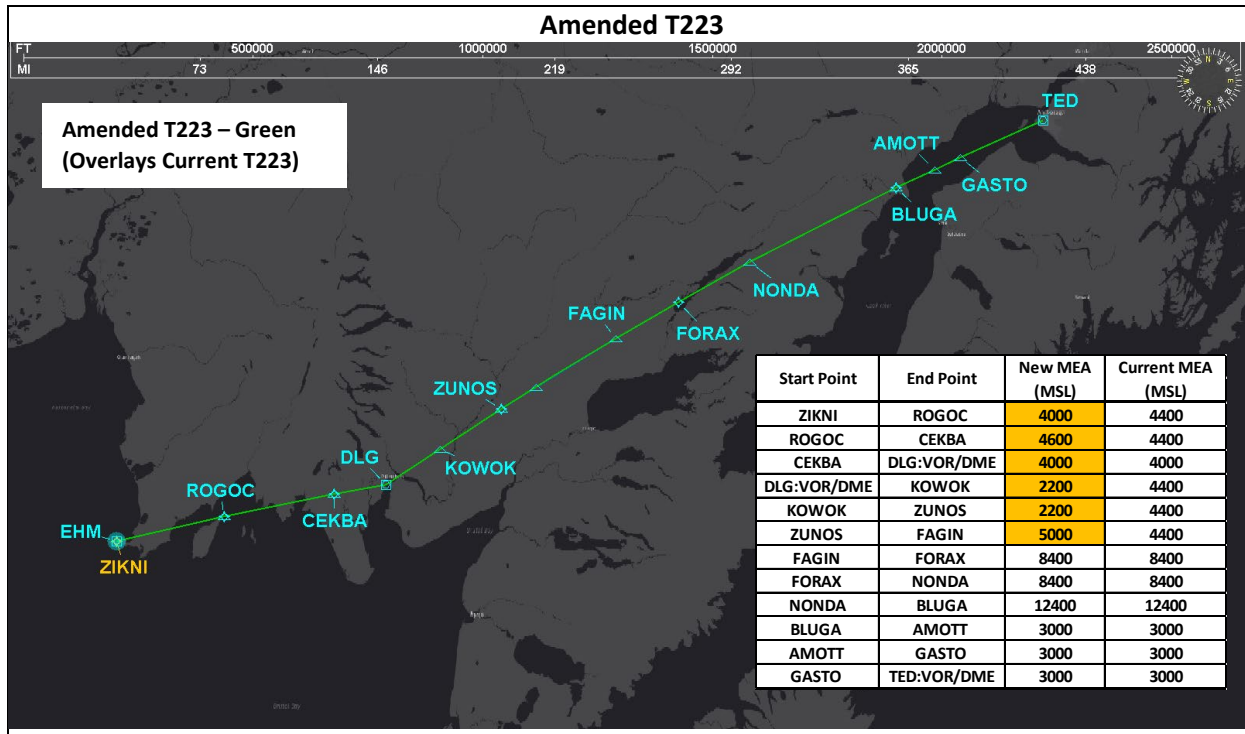 Amended T223
FT 500000 1000000 1500000 2000000 2500000
MI 73 146 219 292 365 438
N
E
S
W
TED
Amended T223 – Green
(Overlays Current T223)
AMOTT
GASTO
BLUGA
NONDA
FAGIN
FORAX
ZUNOS
KOWOK
DLG
ROGOC
CEKBA
EHM
ZIKNI
Start Point End Point New MEA (MSL) Current MEA (MSL)
ZIKNI ROGOC 4000 4400
ROGOC CEKBA 4600 4400
CEKBA DLG:VOR/DME 4000 4000
DLG:VOR/DME KOWOK 2200 4400
KOWOK ZUNOS 2200 4400
ZUNOS FAGIN 5000 4400
FAGIN FORAX 8400 8400
FORAX NONDA 8400 8400
NONDA BLUGA 12400 12400
BLUGA AMOTT 3000 3000
AMOTT GASTO 3000 3000
GASTO TED:VOR/DME 3000 3000
Bristol Bay